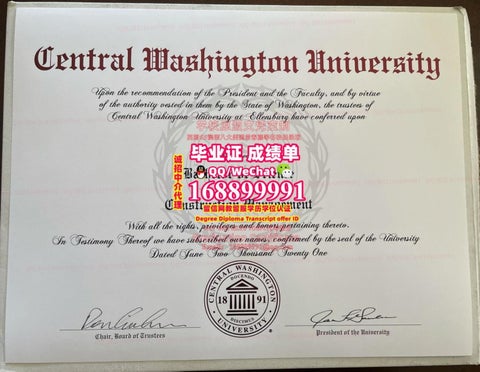 Central Washington University
Upon the recommendation of the President and the Faculty, and by virtue
of the authority vested in them by the State of Washington, the trustees of
Central Washington University at Ellensburg have conferred upon
毕业证.成绩单
QQ/WeChat
168899991
诚招中介代理
Degree Diploma Transcript offer ID
Construction Management
With all the rights, privileges and honors pertaining thereto.
In Testimony Thereof we have subscribed our names, confirmed by the seal of the University
Dated June Two Thousand Twenty One
CENTRAL WASHINGTON
DOCENDO
18 91
DISCIMUS
UNIVERSITY
Chair, Board of Trustees
President of the University